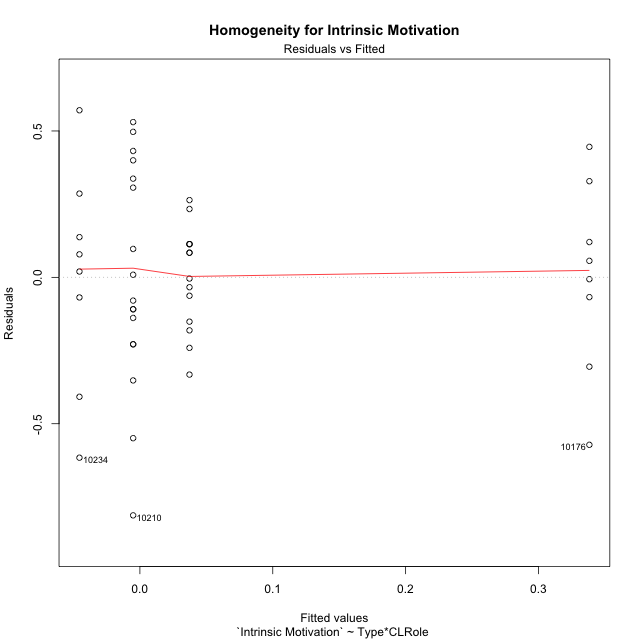 Homogeneity for Intrinsic Motivation
Residuals vs Fitted
0.5
0.0
-0.5
Residuals
10234
10210
10176
0.0 0.1 0.2 0.3
Fitted values
`Intrinsic Motivation` ~ Type*CLRole